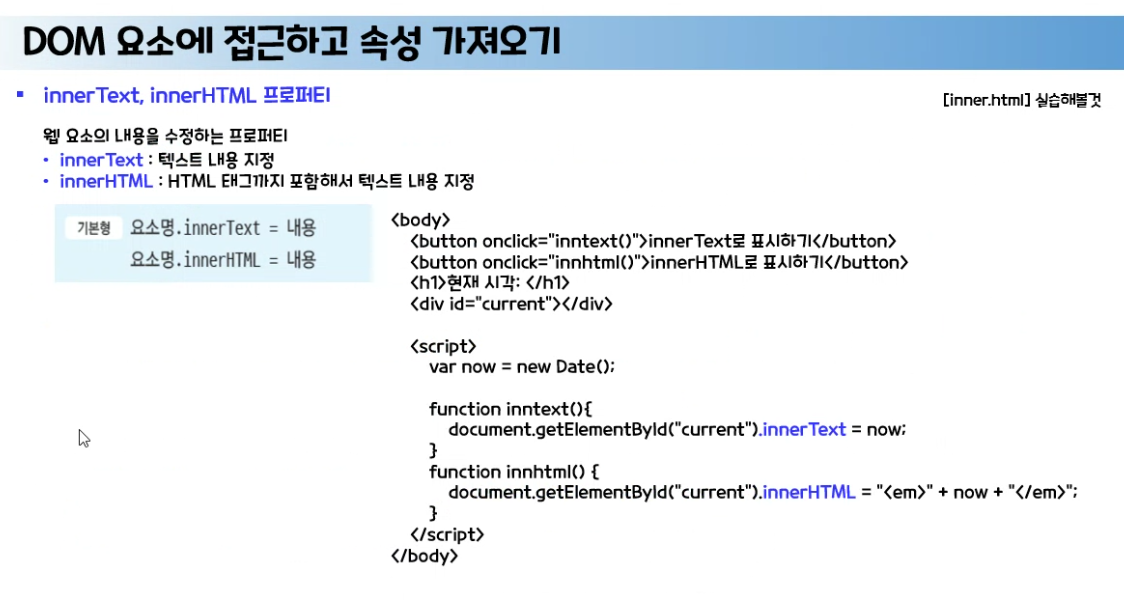 DOM 요소에 접근하고 속성 가져오기
▪ innerText, innerHTML 프로퍼티
[inner.html] 실습해볼것
웹 요소의 내용을 수정하는 프로퍼티
• innerText : 텍스트 내용 지정
• innerHTML : HTML 태그까지 포함해서 텍스트 내용 지정
기본형 요소명.innerText = 내용
요소명.innerHTML = 내용
<body>
<button onclick="inntext()">innerText로 표시하기</button>
<button onclick="innhtml()">innerHTML로 표시하기</button>
<h1>현재 시각: </h1>
<div id="current"></div>
<script>
var now = new Date();
function inntext(){
document.getElementById("current").innerText = now;
}
function innhtml() {
document.getElementById("current").innerHTML = "<em>" + now + "</em>";
}
</script>
</body>